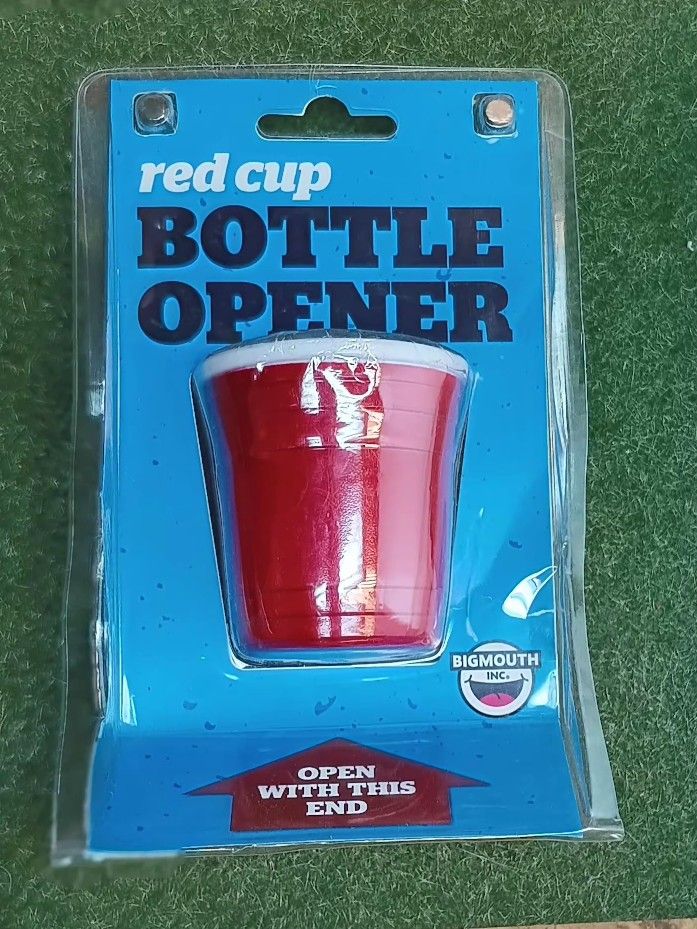 red cup
BOTTLE
OPENER
BIGMOUTH
INC.
OPEN
WITH THIS
END